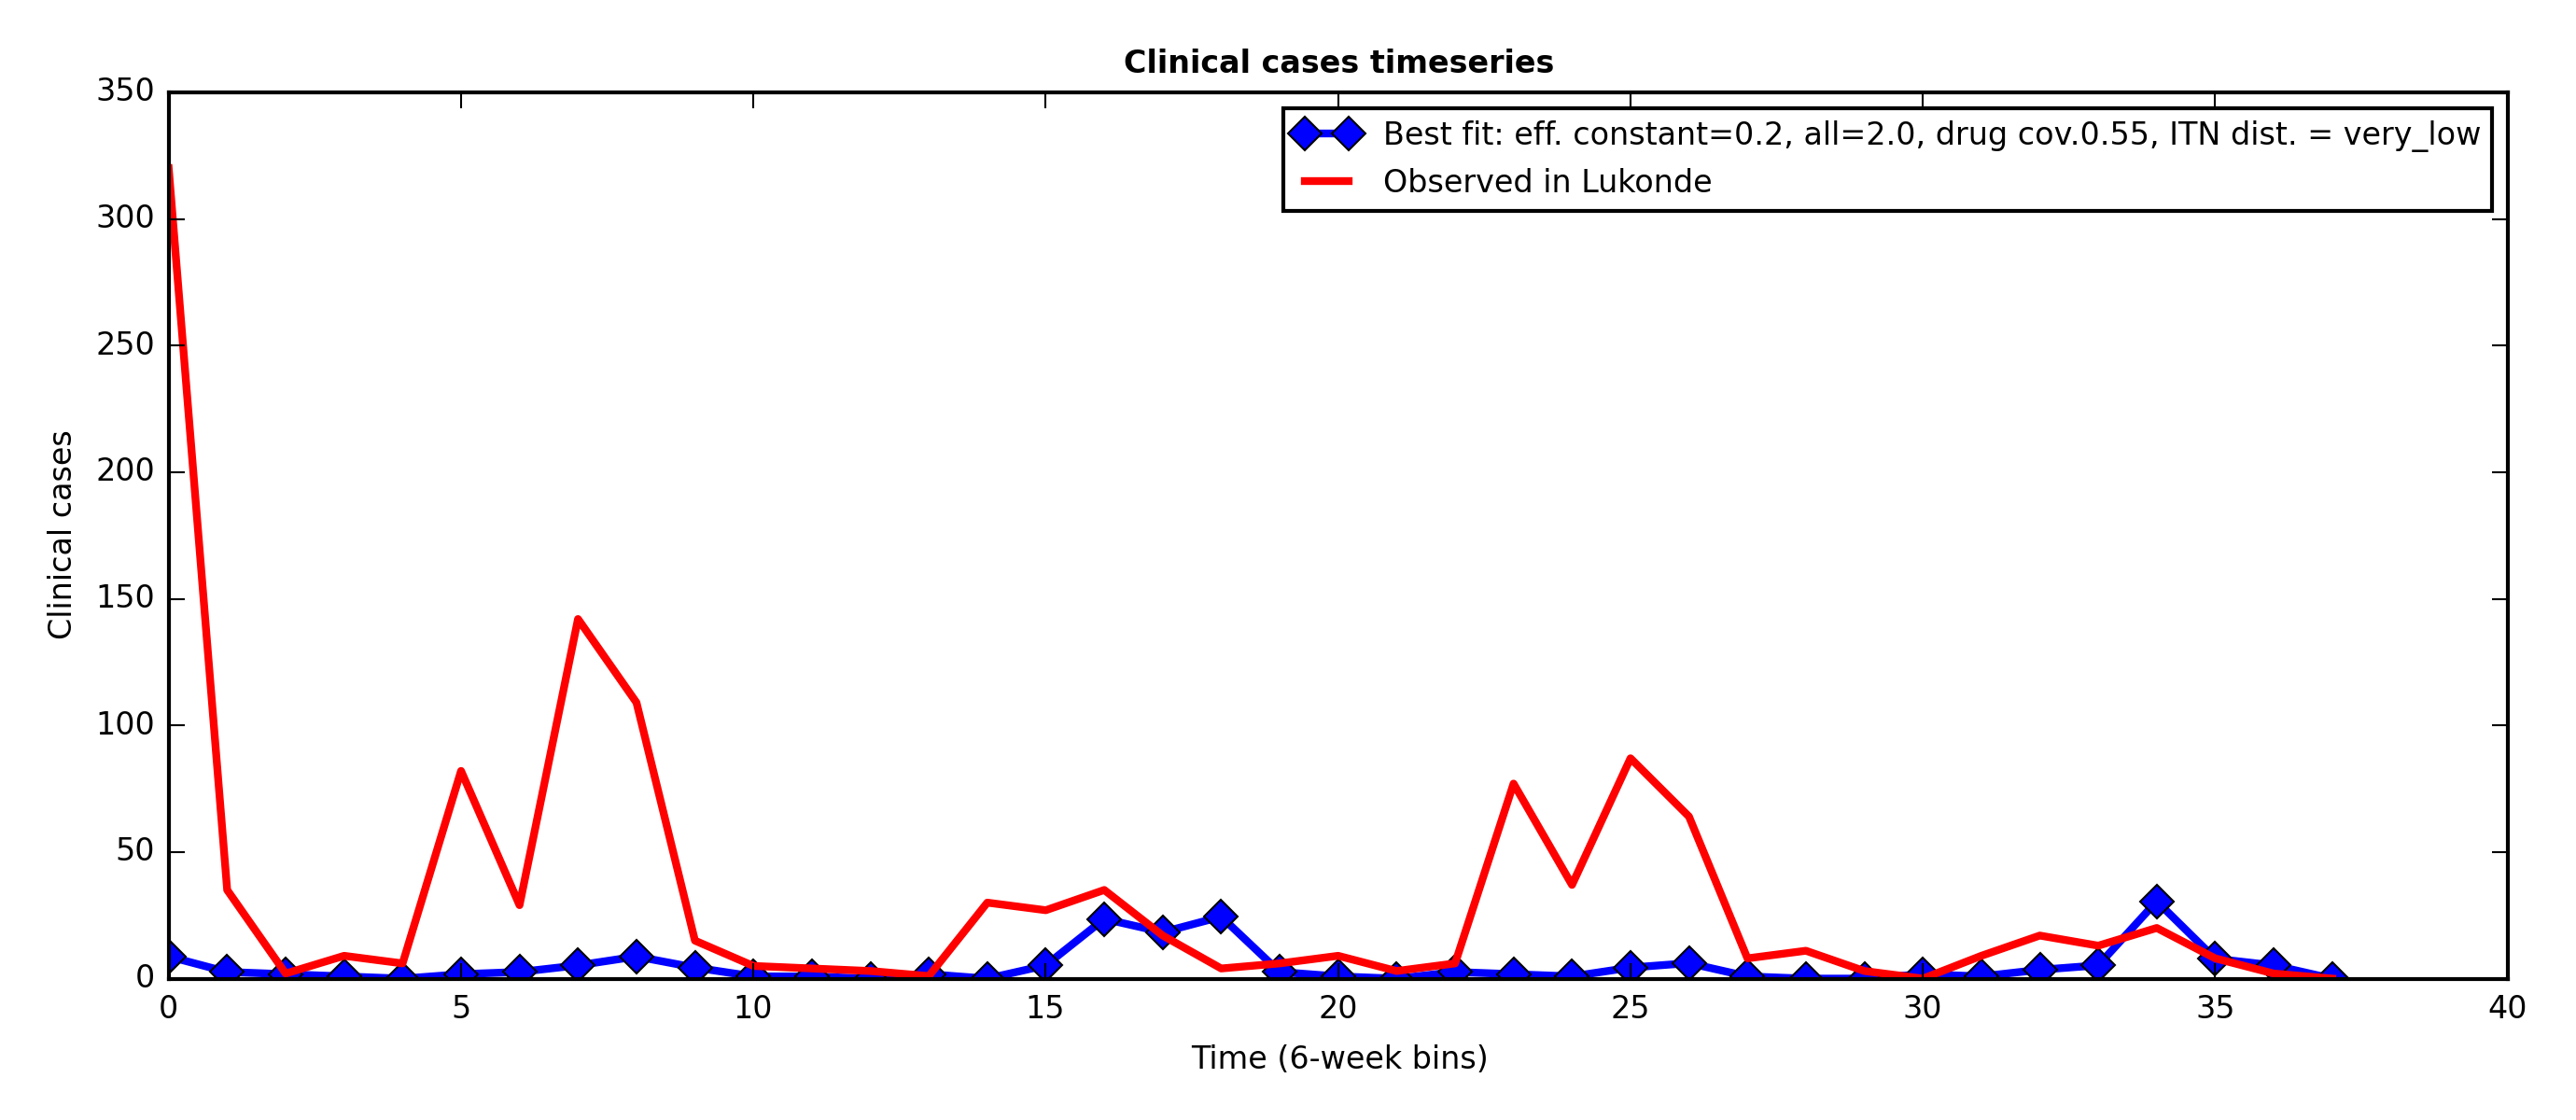 Clinical cases timeseries
350
300
250
200
150
100
50
0
Clinical cases
Best fit: eff. constant=0.2, all=2.0, drug cov.0.55, ITN dist. = very_low
Observed in Lukonde
0 5 10 15 20 25 30 35 40
Time (6-week bins)